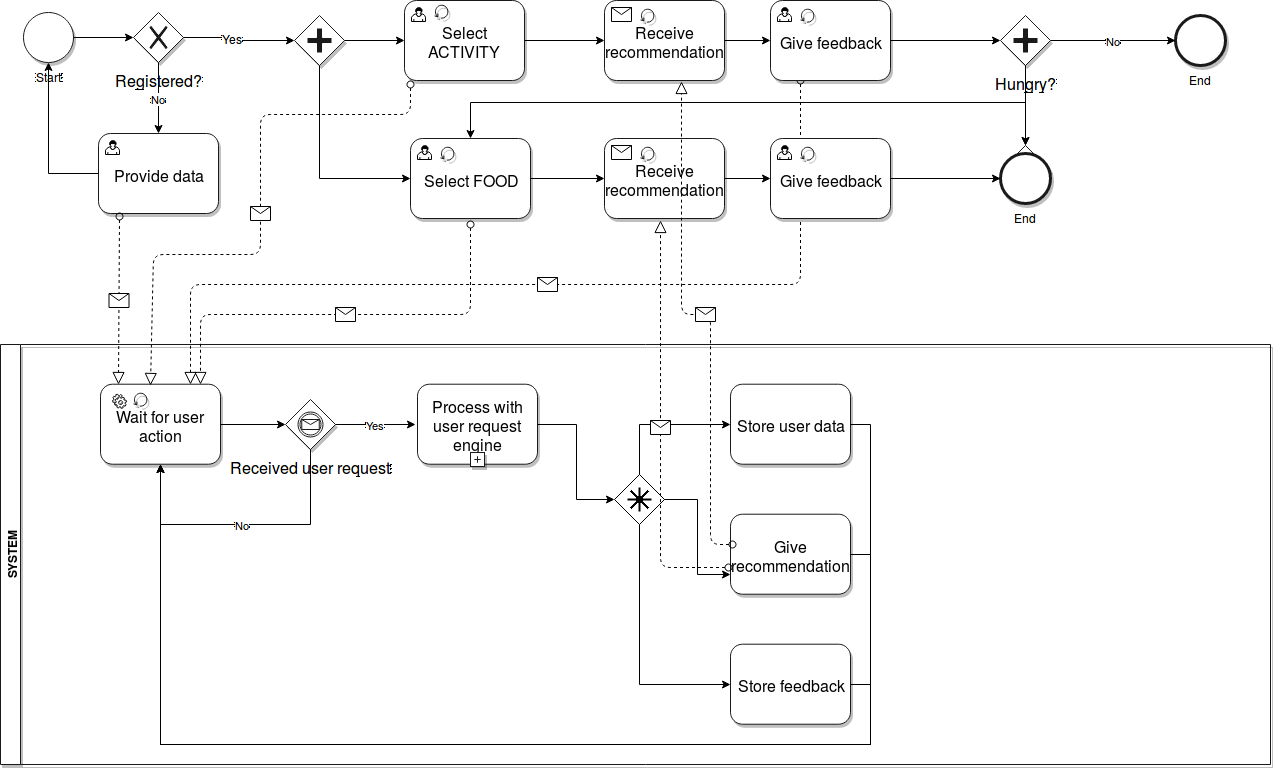 Start
Registered?
Yes
No
Provide data
Select
ACTIVITY
Receive
recommendation
Give feedback
Hungry?
No
End
Select FOOD
Receive
recommendation
Give feedback
End
SYSTEM
Wait for user
action
Received user request
Yes
No
Process with
user request
engine
Store user data
Give
recommendation
Store feedback